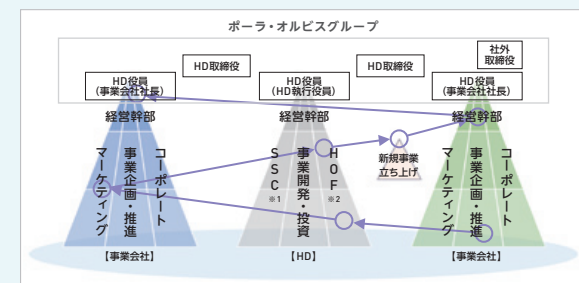 ポーラ・オルビスグループ
社外
取締役
HD取締役
HD取締役
HD役員
(事業会社社長)
HD役員
(HD執行役員)
HD役員
(事業会社社長)
経営幹部
経営幹部
経営幹部
マーケティング
事業企画・推進
コーポレート
SSC※1
事業開発・投資
HOF※2
新規事業
立ち上げ
マーケティング
事業企画・推進
コーポレート
【事業会社】
【HD】
【事業会社】